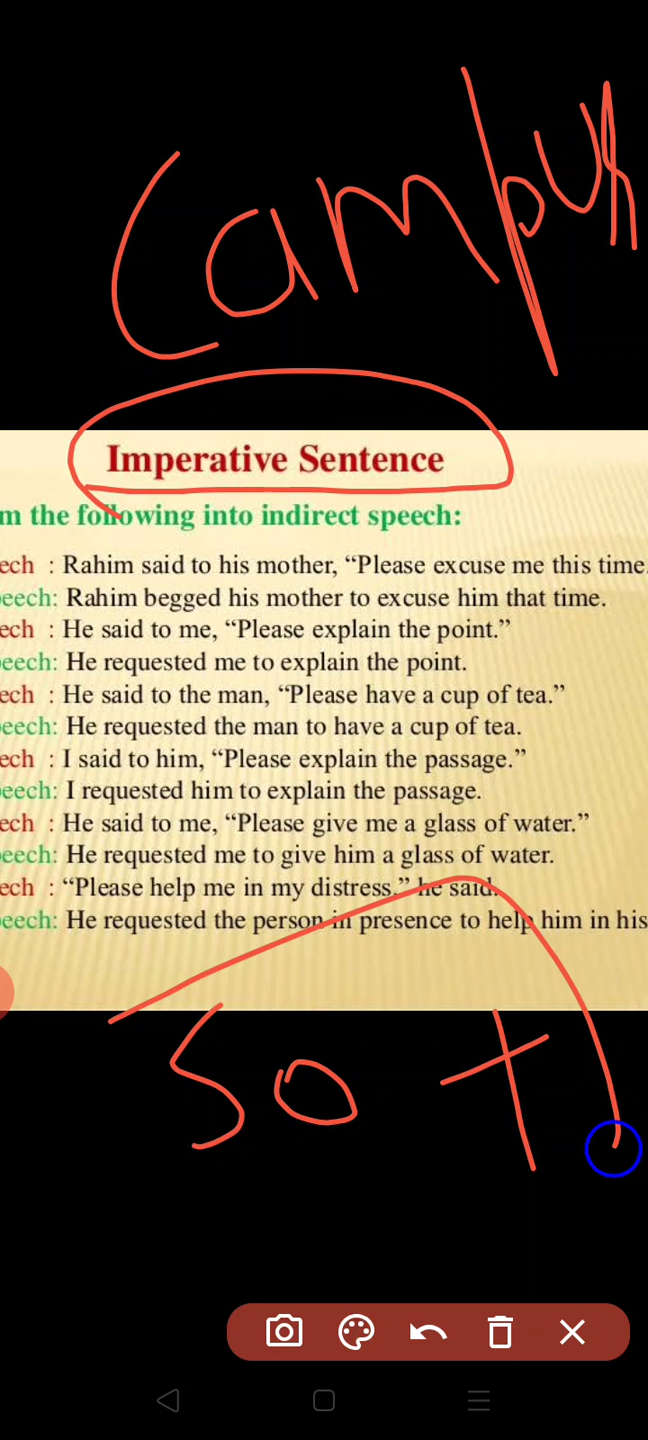 Campus
Imperative Sentence
m the following into indirect speech:
ech : Rahim said to his mother, “Please excuse me this time.
eech: Rahim begged his mother to excuse him that time.
ech : He said to me, “Please explain the point.”
eech: He requested me to explain the point.
ech : He said to the man, “Please have a cup of tea.”
eech: He requested the man to have a cup of tea.
ech : I said to him, “Please explain the passage.”
eech: I requested him to explain the passage.
ech : He said to me, “Please give me a glass of water.”
eech: He requested me to give him a glass of water.
ech : “Please help me in my distress.” he said.
eech: He requested the person in presence to help him in his
50 +